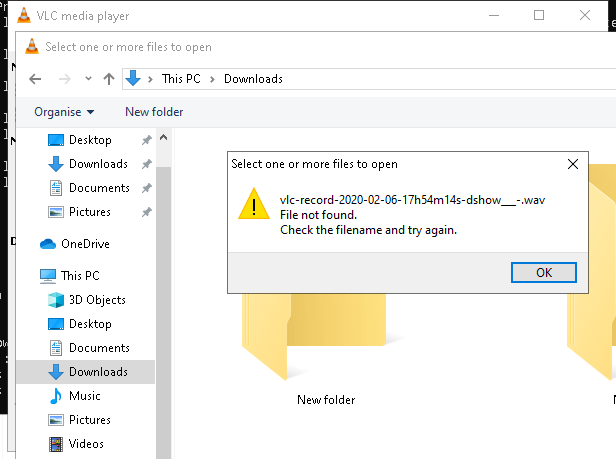 VLC media player
Select one or more files to open
This PC
Downloads
Organise
New folder
Desktop
Downloads
Documents
Pictures
OneDrive
This PC
3D Objects
Desktop
Documents
Downloads
Music
Pictures
Videos
Select one or more files to open
vlc-record-2020-02-06-17h54m14s-dshow___-.wav
File not found.
Check the filename and try again.
OK
New folder